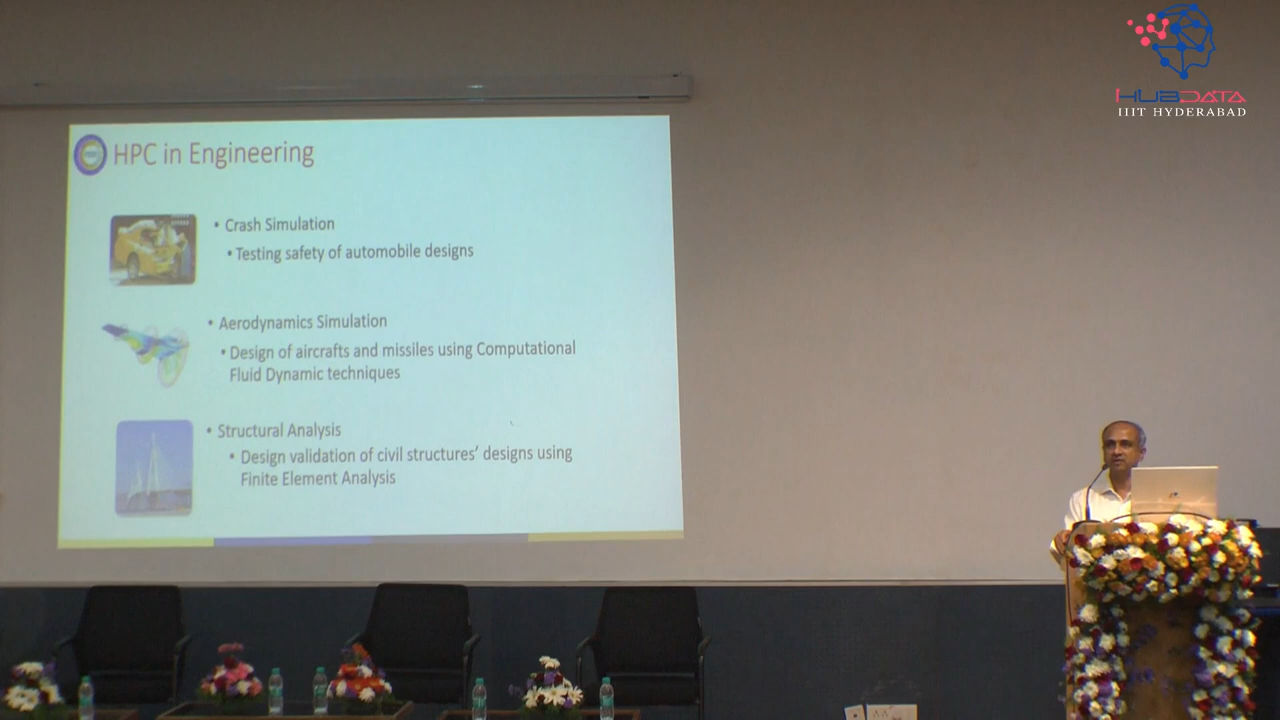 IHUBDATA
IIIT HYDERABAD
HPC in Engineering
• Crash Simulation
• Testing safety of automobile designs
• Aerodynamics Simulation
• Design of aircrafts and missiles using Computational
Fluid Dynamic techniques
• Structural Analysis
• Design validation of civil structures' designs using
Finite Element Analysis